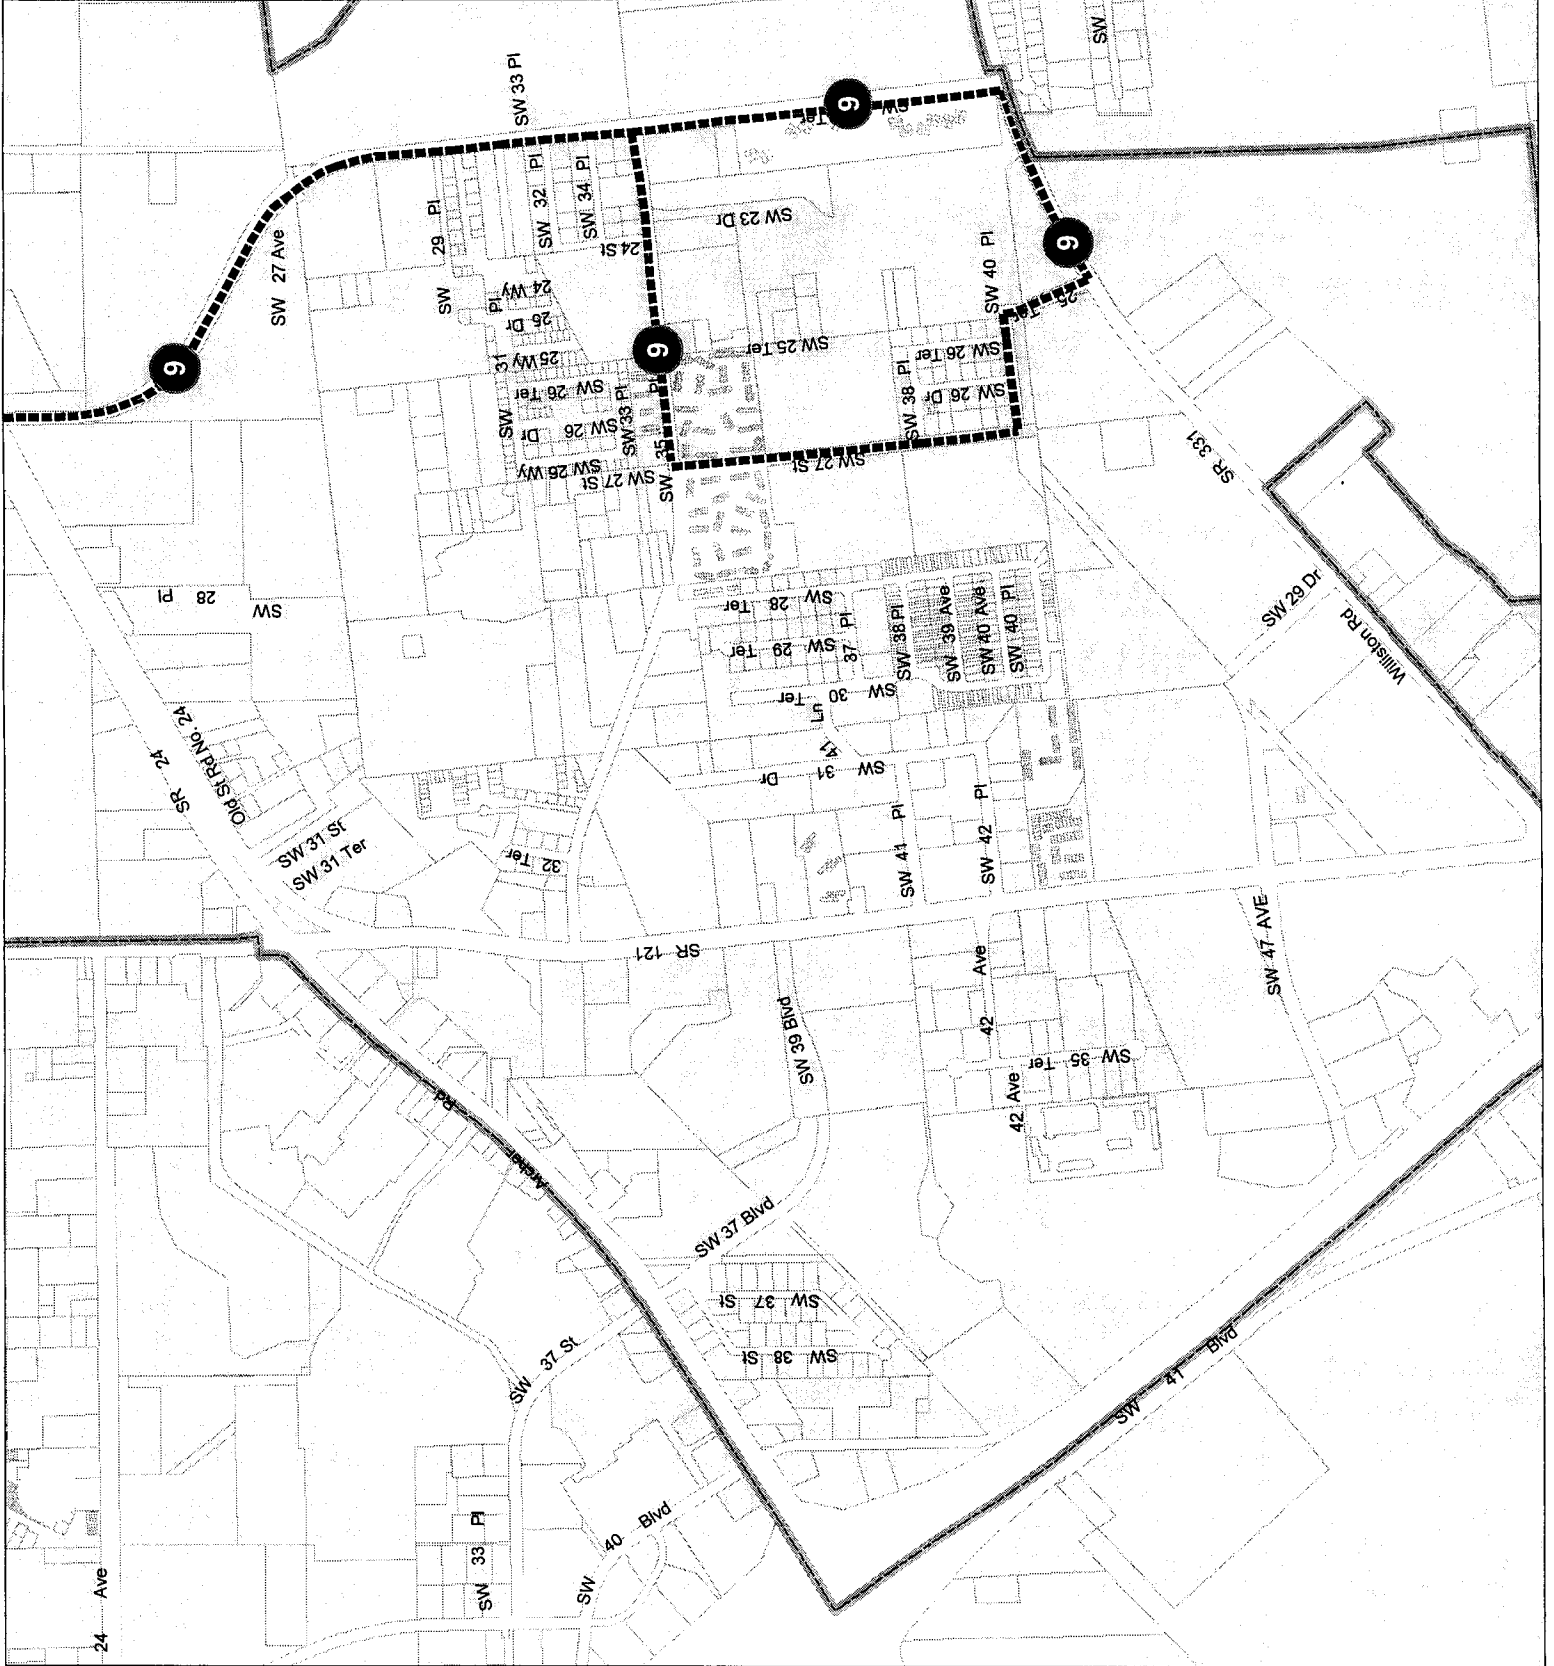 SW 33 Pl
SW
9
SW Ter
SW 27 Ave
29 Pl
SW
SW 32 Pl
SW 34 Pl
24 St
SW 23 Dr
9
SW 40 Pl
24 Wy
Pl
26 Dr
31
25 Wy
SW
SW 26 Ter
9
Pl
SW 25 Ter
25 Ter
9
SW 33 Pl
SW 26 Dr
SW 38 Pl
SW 26 Ter
SW 26 Dr
SW 26 Wy
SW 27 St
35
SW
SW 27 St
SR 331
SW 28 Pl
SW 28 Ter
SW 29 Ter
37 Pl
SW 38 Pl
SW 39 Ave
SW 40 Ave
SW 40 Pl
SW 29 Dr
Williston Rd
SW 30 Ter
41 Ln
SR 24
Old St Rd No. 24
SW 31 Dr
SW 41 Pl
SW 42 Pl
SW 31 St
SW 31 Ter
32 Ter
SR 121
SW 39 Blvd
42 Ave
SW 47 AVE
SW 35 Ter
42 Ave
Archer Rd
SW 37 Blvd
SW 37 St
SW 38 St
SW 37 St
SW 41 Blvd
SW 33 Pl
SW 40 Blvd
24 Ave